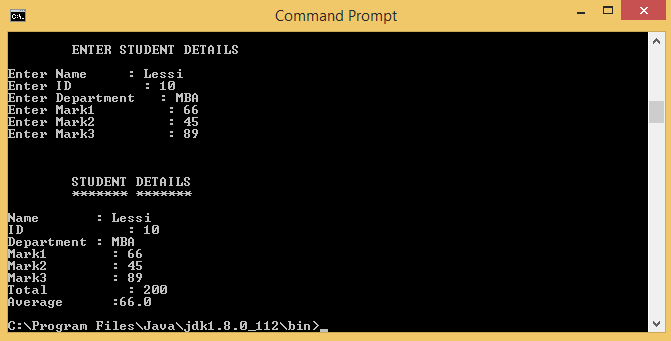 Command Prompt
ENTER STUDENT DETAILS
Enter Name : Lessi
Enter ID : 10
Enter Department : MBA
Enter Mark1 : 66
Enter Mark2 : 45
Enter Mark3 : 89
STUDENT DETAILS
******* *******
Name : Lessi
ID : 10
Department : MBA
Mark1 : 66
Mark2 : 45
Mark3 : 89
Total : 200
Average :66.0
C:\Program Files\Java\jdk1.8.0_112\bin>_